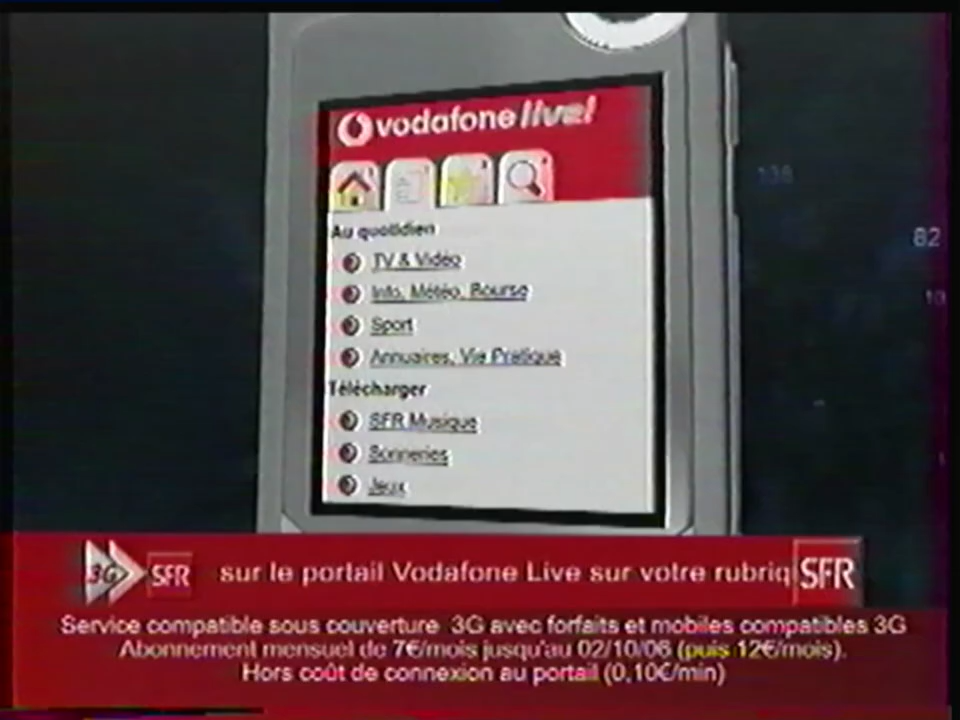 vodafone live!
Au quotidien
TV & Vidéo
Info, Météo, Bourse
Sport
Annuaires, Vie Pratique
Télécharger
SFR Musique
Sonneries
Jeux
138
82
10
3G SFR sur le portail Vodafone Live sur votre rubriq SFR
Service compatible sous couverture 3G avec forfaits et mobiles compatibles 3G
Abonnement mensuel de 7€/mois jusqu'au 02/10/06 (puis 12€/mois).
Hors coût de connexion au portail (0,10€/min)